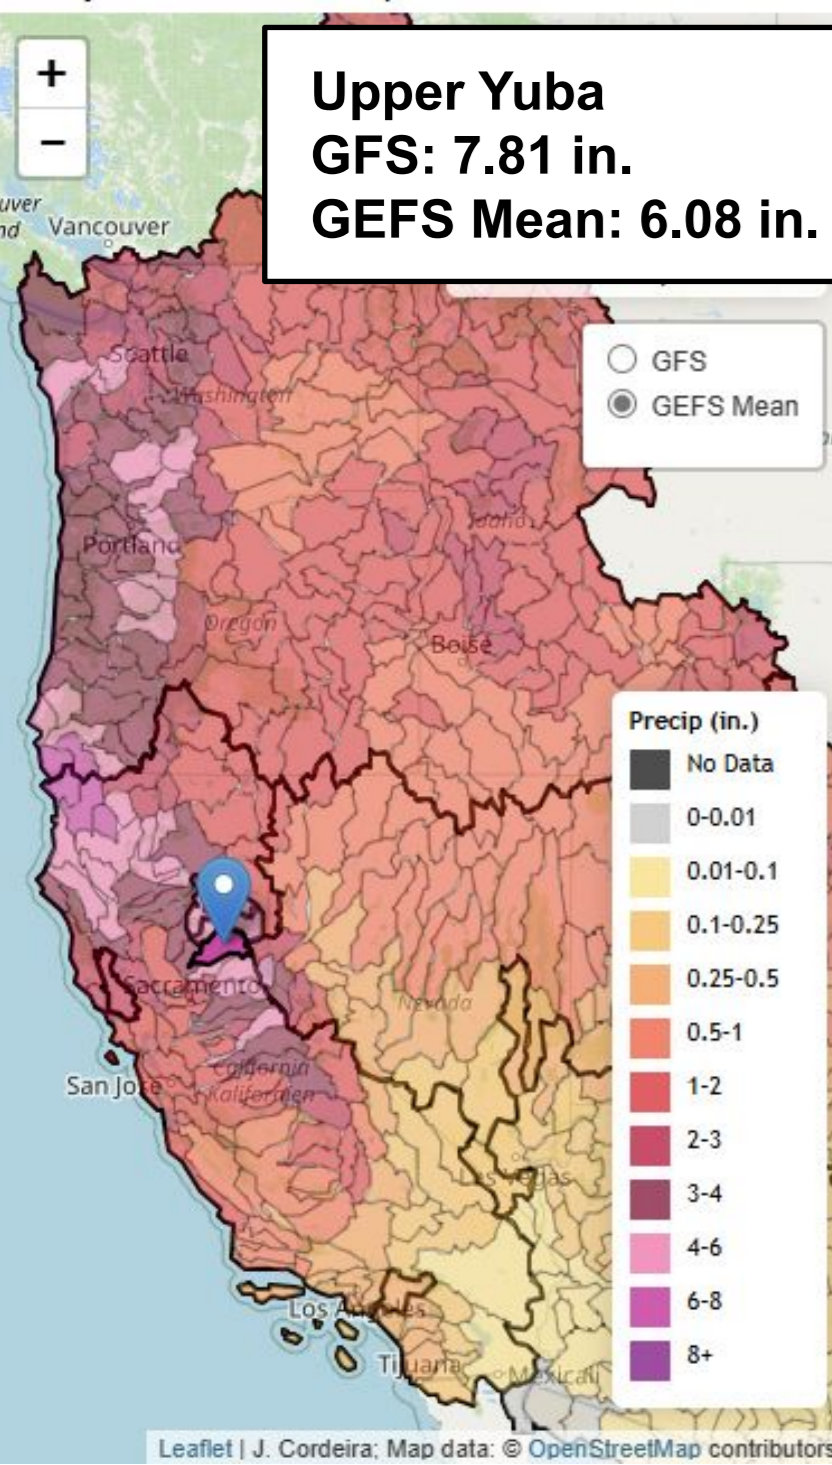 +
−
Upper Yuba
GFS: 7.81 in.
GEFS Mean: 6.08 in.
Vancouver
GFS
GEFS Mean
Seattle
Washington
Idaho
Portland
Oregon
Boise
Precip (in.)
No Data
0-0.01
0.01-0.1
0.1-0.25
0.25-0.5
0.5-1
1-2
2-3
3-4
4-6
6-8
8+
Sacramento
Nevada
San José
California
Kalifornien
Las Vegas
Los Angeles
Tijuana
Mexicali
Leaflet | J. Cordeira; Map data: © OpenStreetMap contributors